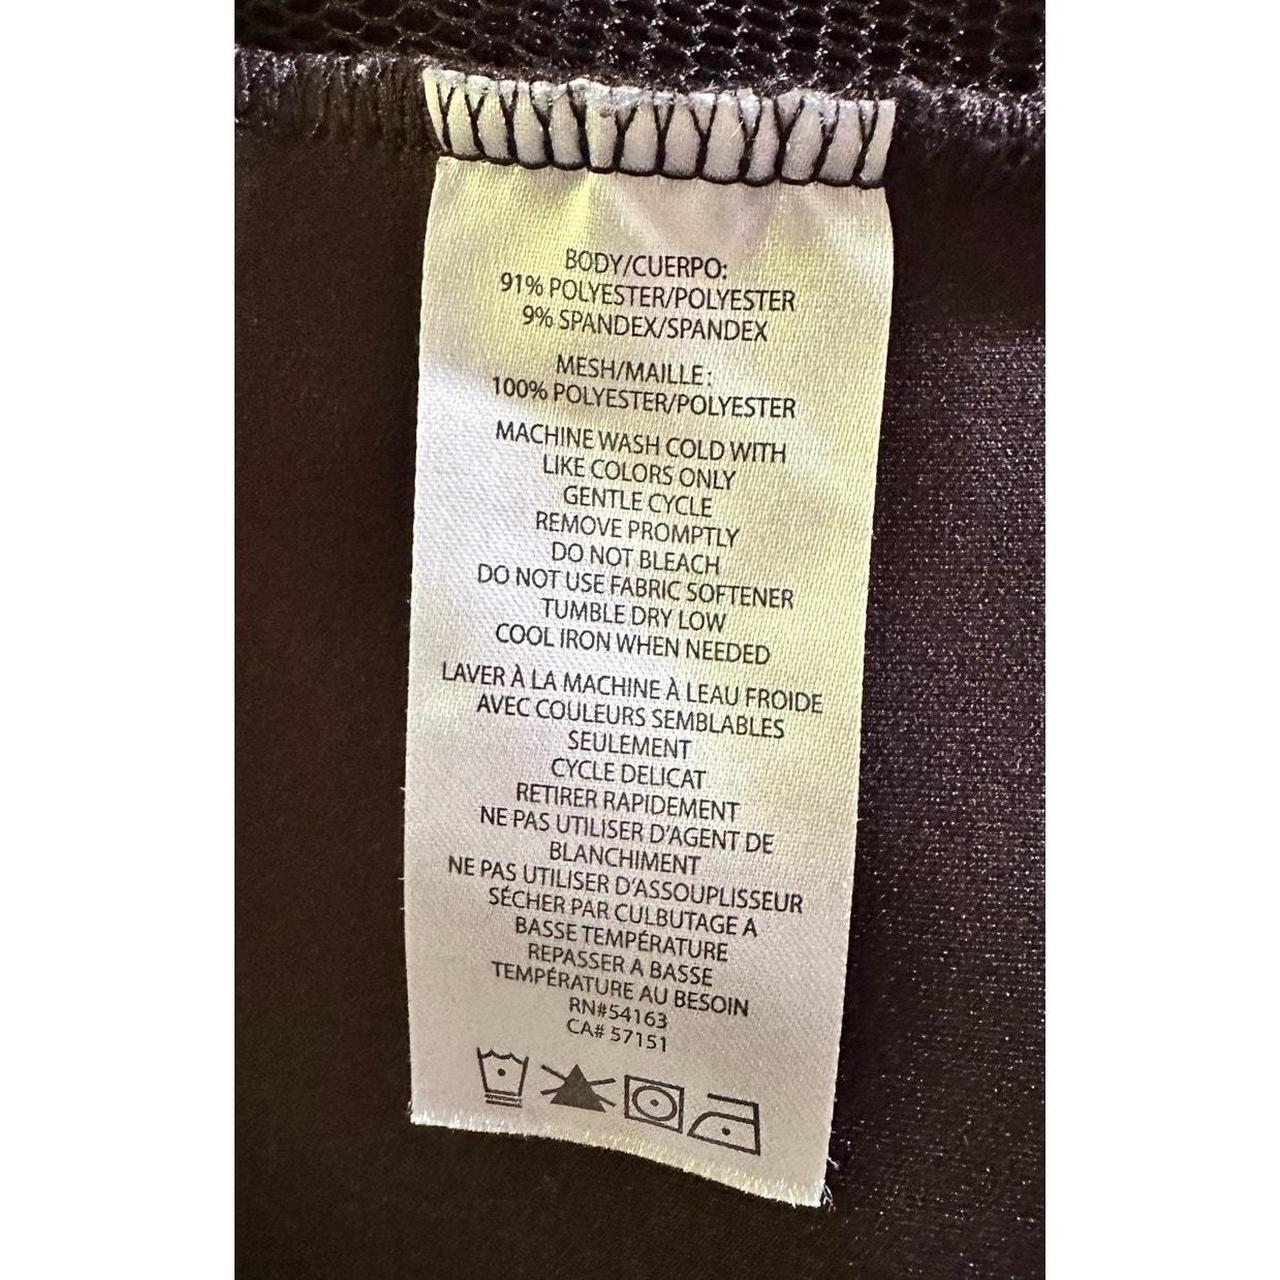 BODY/CUERPO:
91% POLYESTER/POLYESTER
9% SPANDEX/SPANDEX
MESH/MAILLE:
100% POLYESTER/POLYESTER
MACHINE WASH COLD WITH
LIKE COLORS ONLY
GENTLE CYCLE
REMOVE PROMPTLY
DO NOT BLEACH
DO NOT USE FABRIC SOFTENER
TUMBLE DRY LOW
COOL IRON WHEN NEEDED
LAVER À LA MACHINE À LEAU FROIDE
AVEC COULEURS SEMBLABLES
SEULEMENT
CYCLE DELICAT
RETIRER RAPIDEMENT
NE PAS UTILISER D'AGENT DE
BLANCHIMENT
NE PAS UTILISER D'ASSOUPLISSEUR
SÉCHER PAR CULBUTAGE A
BASSE TEMPÉRATURE
REPASSER A BASSE
TEMPÉRATURE AU BESOIN
RN#54163
CA# 57151